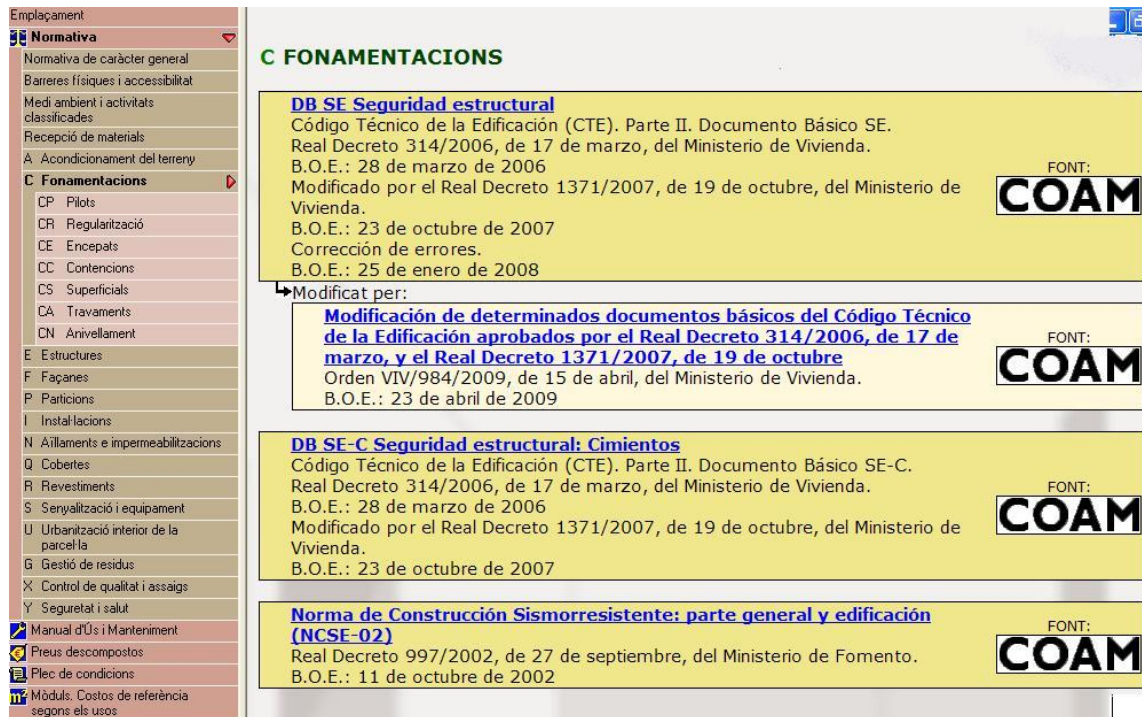 Emplaçament
Normativa
Normativa de caràcter general
Barreres físiques i accessibilitat
Medi ambient i activitats
classificades
Recepció de materials
A Acondicionament del terreny
C Fonamentacions
CP Pilots
CR Regularització
CE Encepats
CC Contencions
CS Superficials
CA Travaments
CN Anivellament
E Estructures
F Façanes
P Particions
I Instal·lacions
N Aïllaments e impermeabilitzacions
Q Cobertes
R Revestiments
S Senyalització i equipament
U Urbanització interior de la
parcel·la
G Gestió de residus
X Control de qualitat i assaigs
Y Seguretat i salut
Manual d'Ús i Manteniment
Preus descompostos
Plec de condicions
m² Mòduls. Costos de referència
segons els usos
C FONAMENTACIONS
DB SE Seguridad estructural
Código Técnico de la Edificación (CTE). Parte II. Documento Básico SE.
Real Decreto 314/2006, de 17 de marzo, del Ministerio de Vivienda.
B.O.E.: 28 de marzo de 2006
Modificado por el Real Decreto 1371/2007, de 19 de octubre, del Ministerio de
Vivienda.
B.O.E.: 23 de octubre de 2007
Corrección de errores.
B.O.E.: 25 de enero de 2008
FONT:
COAM
Modificat per:
Modificación de determinados documentos básicos del Código Técnico
de la Edificación aprobados por el Real Decreto 314/2006, de 17 de
marzo, y el Real Decreto 1371/2007, de 19 de octubre
Orden VIV/984/2009, de 15 de abril, del Ministerio de Vivienda.
B.O.E.: 23 de abril de 2009
FONT:
COAM
DB SE-C Seguridad estructural: Cimientos
Código Técnico de la Edificación (CTE). Parte II. Documento Básico SE-C.
Real Decreto 314/2006, de 17 de marzo, del Ministerio de Vivienda.
B.O.E.: 28 de marzo de 2006
Modificado por el Real Decreto 1371/2007, de 19 de octubre, del Ministerio de
Vivienda.
B.O.E.: 23 de octubre de 2007
FONT:
COAM
Norma de Construcción Sismorresistente: parte general y edificación
(NCSE-02)
Real Decreto 997/2002, de 27 de septiembre, del Ministerio de Fomento.
B.O.E.: 11 de octubre de 2002
FONT:
COAM